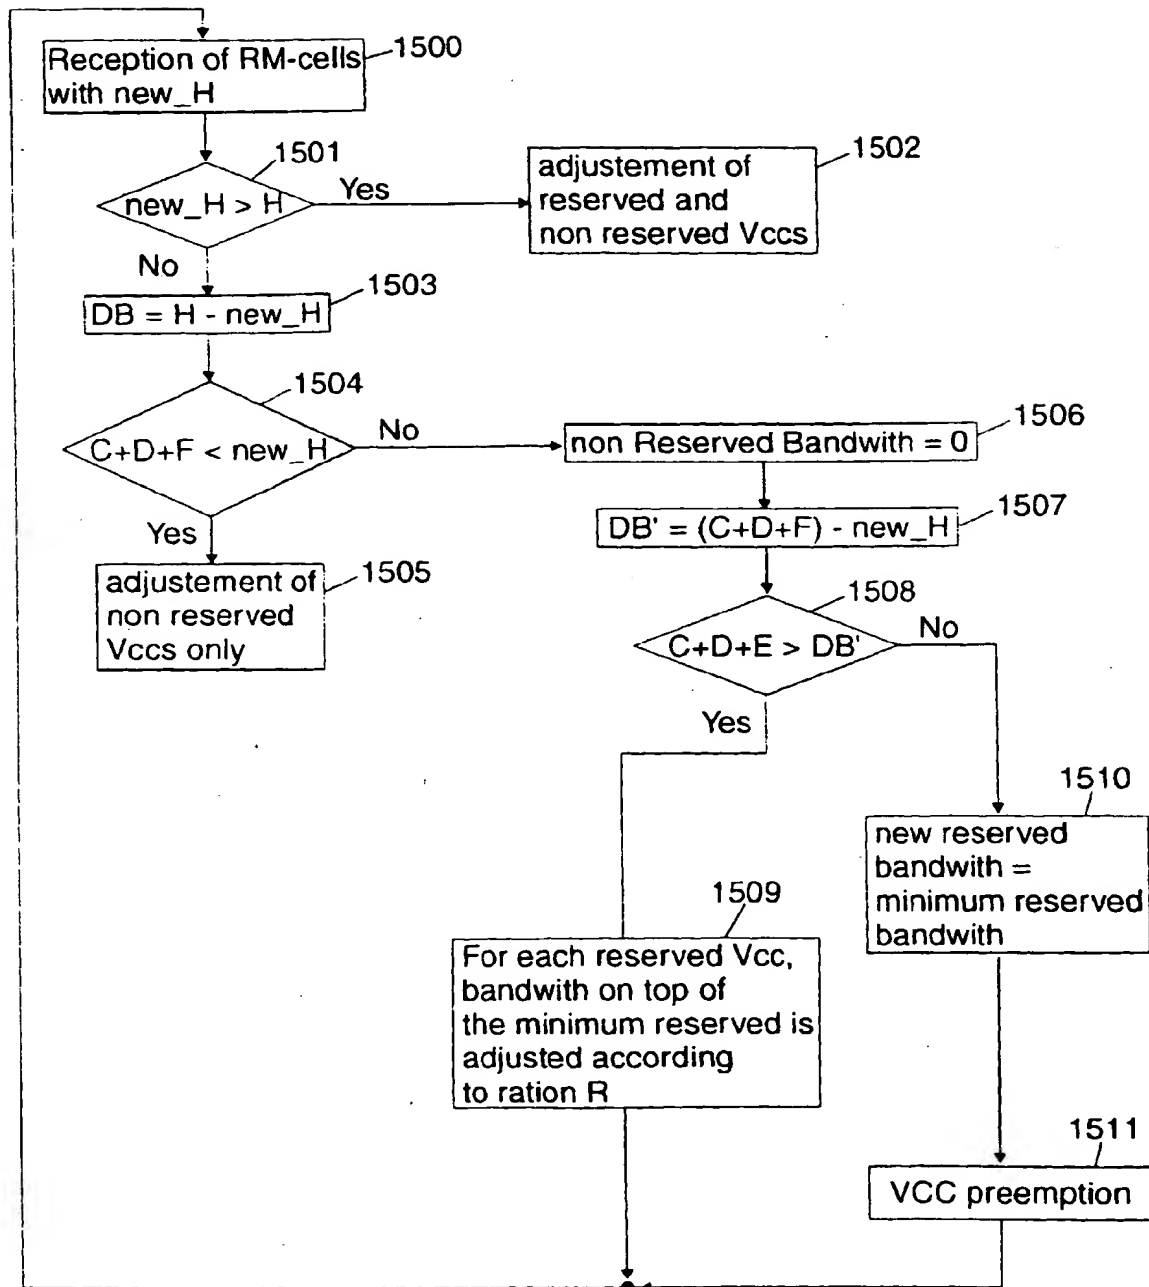 Reception of RM-cells
with new_H
1500
1501
new_H > H
Yes
adjustement of
reserved and
non reserved Vccs
1502
No
DB = H - new_H
1503
1504
C+D+F < new_H
No
non Reserved Bandwith = 0
1506
Yes
DB' = (C+D+F) - new_H
1507
adjustement of
non reserved
Vccs only
1505
1508
C+D+E > DB'
No
Yes
1510
new reserved
bandwith =
minimum reserved
bandwith
1509
For each reserved Vcc,
bandwith on top of
the minimum reserved is
adjusted according
to ration R
1511
VCC preemption